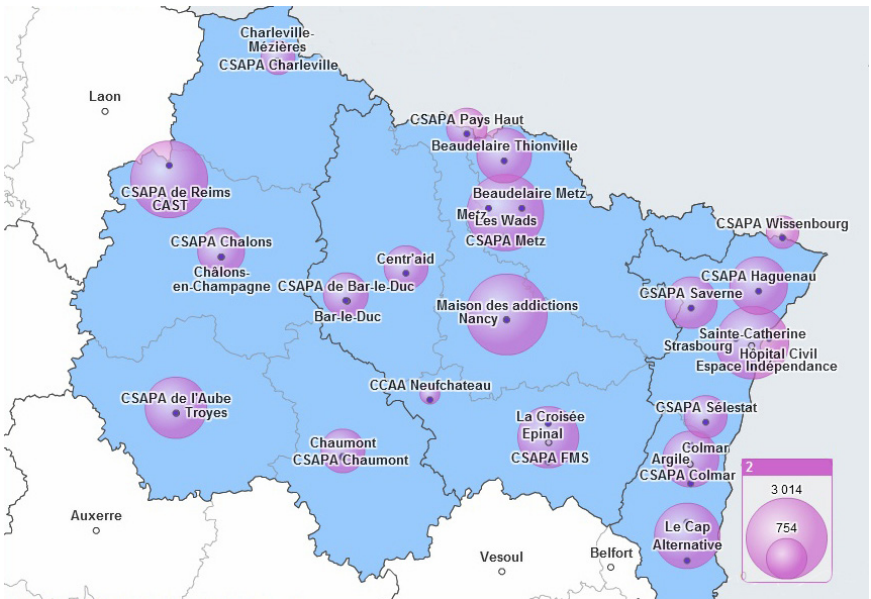 Charleville-
Mézières
CSAPA Charleville
Laon
CSAPA Pays Haut
Beaudelaire Thionville
CSAPA de Reims
CAST
Beaudelaire Metz
Metz
Les Wads
CSAPA Metz
CSAPA Wissenbourg
CSAPA Chalons
Châlons-
en-Champagne
Centr'aid
CSAPA de Bar-le-Duc
Bar-le-Duc
CSAPA Haguenau
CSAPA Saverne
Maison des addictions
Nancy
Sainte-Catherine
Strasbourg
Hôpital Civil
Espace Indépendance
CCAA Neufchateau
CSAPA de l'Aube
Troyes
La Croisée
Epinal
CSAPA FMS
CSAPA Sélestat
Chaumont
CSAPA Chaumont
Colmar
Argile
CSAPA Colmar
2
3 014
754
Auxerre
Le Cap
Alternative
Vesoul
Belfort